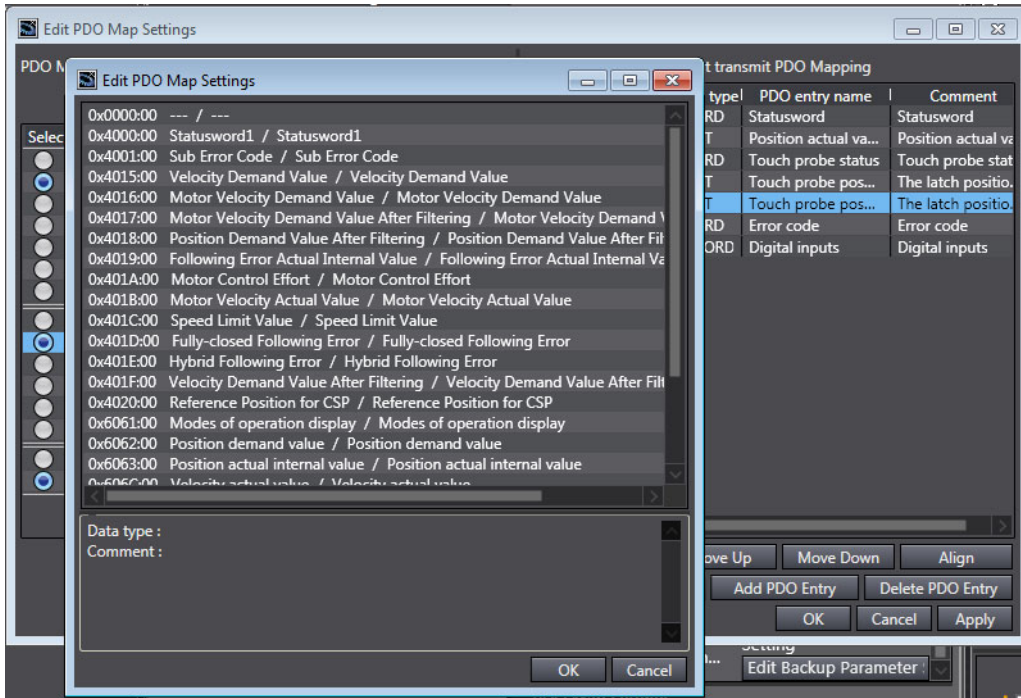 Edit PDO Map Settings
PDO M
Edit PDO Map Settings
0x0000:00 --- / ---
0x4000:00 Statusword1 / Statusword1
0x4001:00 Sub Error Code / Sub Error Code
0x4015:00 Velocity Demand Value / Velocity Demand Value
0x4016:00 Motor Velocity Demand Value / Motor Velocity Demand Value
0x4017:00 Motor Velocity Demand Value After Filtering / Motor Velocity Demand V
0x4018:00 Position Demand Value After Filtering / Position Demand Value After Filt
0x4019:00 Following Error Actual Internal Value / Following Error Actual Internal Va
0x401A:00 Motor Control Effort / Motor Control Effort
0x401B:00 Motor Velocity Actual Value / Motor Velocity Actual Value
0x401C:00 Speed Limit Value / Speed Limit Value
0x401D:00 Fully-closed Following Error / Fully-closed Following Error
0x401E:00 Hybrid Following Error / Hybrid Following Error
0x401F:00 Velocity Demand Value After Filtering / Velocity Demand Value After Filt
0x4020:00 Reference Position for CSP / Reference Position for CSP
0x6061:00 Modes of operation display / Modes of operation display
0x6062:00 Position demand value / Position demand value
0x6063:00 Position actual internal value / Position actual internal value
0x606C:00 Velocity actual value / Velocity actual value
Data type :
Comment :
OK Cancel
Selec
t transmit PDO Mapping
type PDO entry name Comment
RD Statusword Statusword
T Position actual va... Position actual va
RD Touch probe status Touch probe stat
T Touch probe pos... The latch positio.
T Touch probe pos... The latch positio.
RD Error code Error code
ORD Digital inputs Digital inputs
ove Up Move Down Align
Add PDO Entry Delete PDO Entry
OK Cancel Apply
Setting
n... Edit Backup Parameter